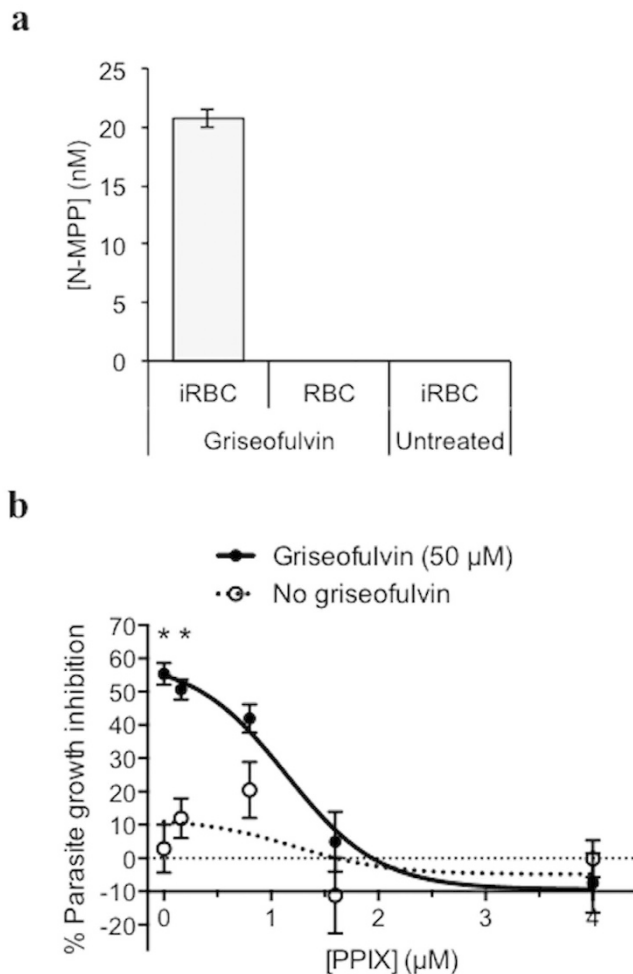 a
25
20
15
10
5
0
[N-MPP] (nM)
iRBC RBC iRBC
Griseofulvin Untreated
b
Griseofulvin (50 µM)
No griseofulvin
70
60
50
40
30
20
10
0
-10
-20
% Parasite growth inhibition
* *
0 1 2 3 4
[PPIX] (µM)